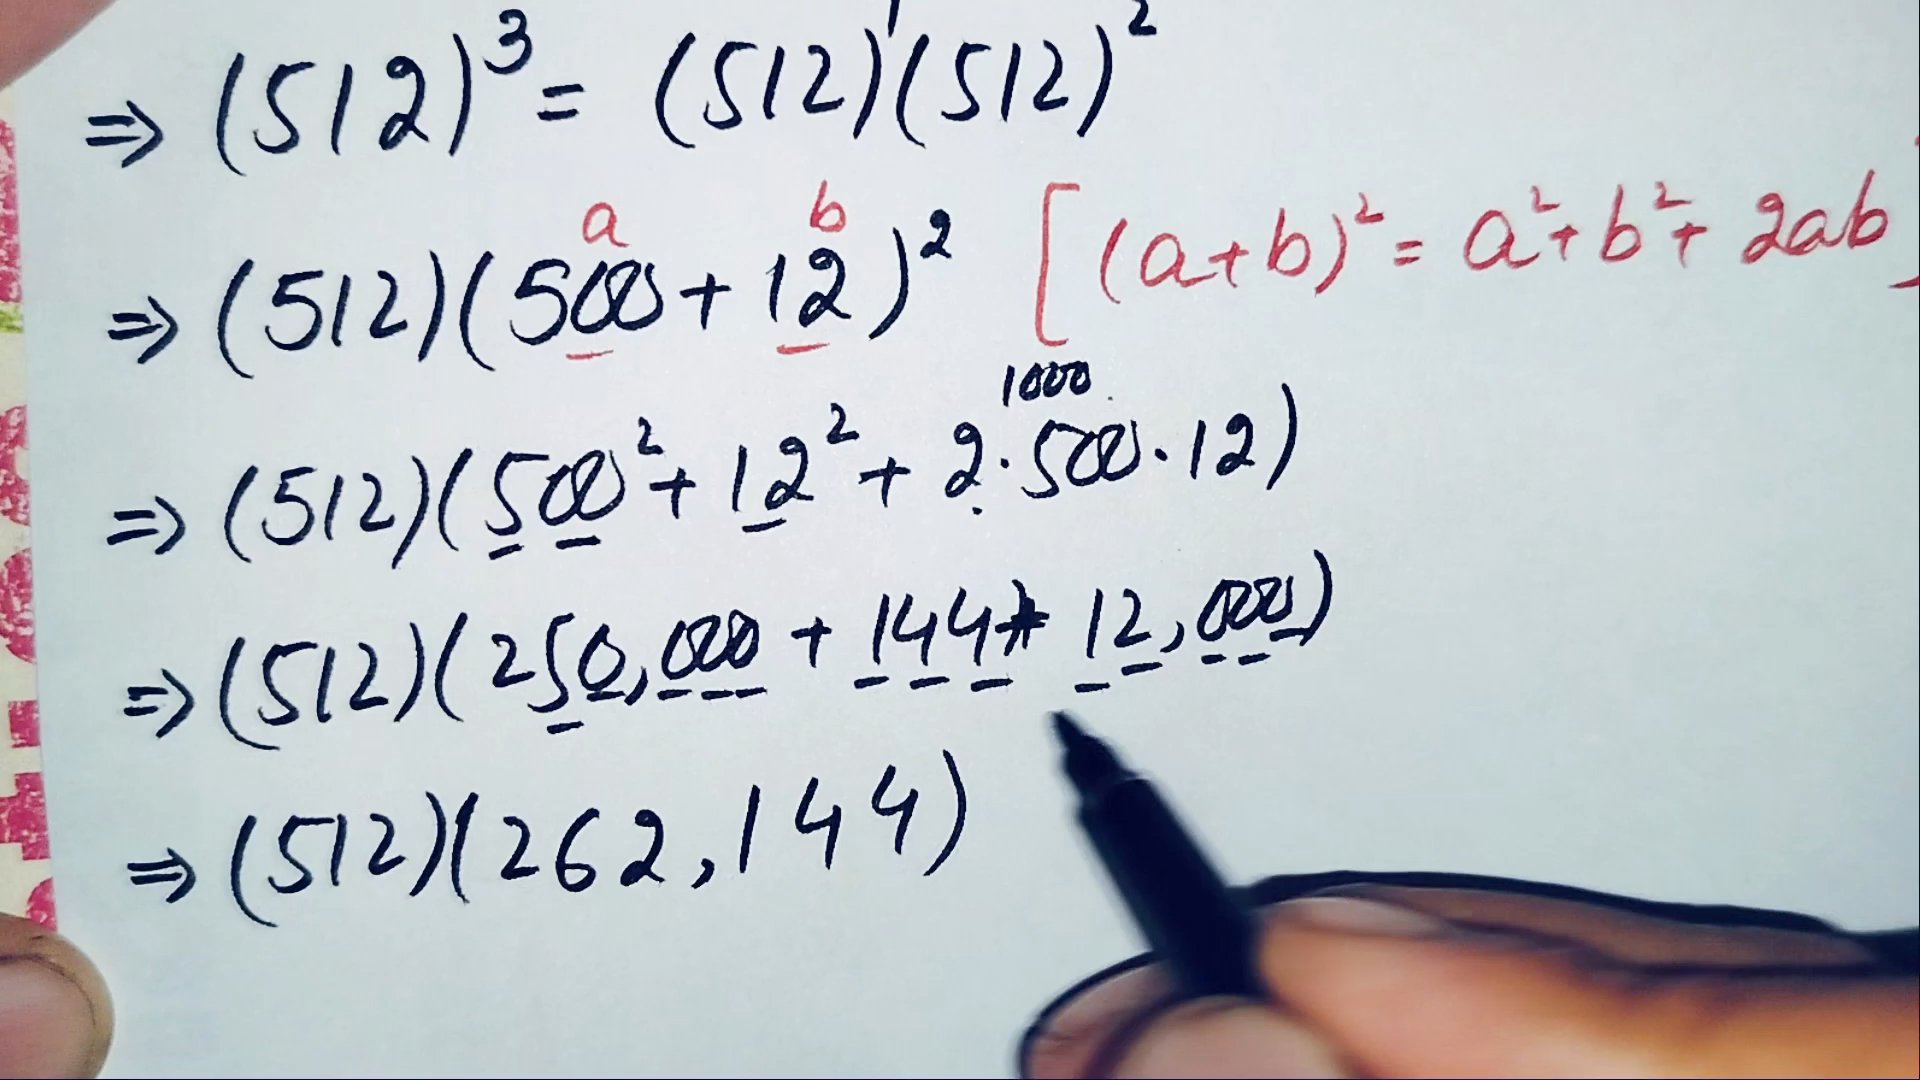 ⇒ (512)³ = (512)¹(512)²
a b
⇒ (512)(500 + 12)² [(a+b)² = a² + b² + 2ab]
1000
⇒ (512)(500² + 12² + 2·500·12)
⇒ (512)(250,000 + 144+ 12,000)
⇒ (512)(262,144)